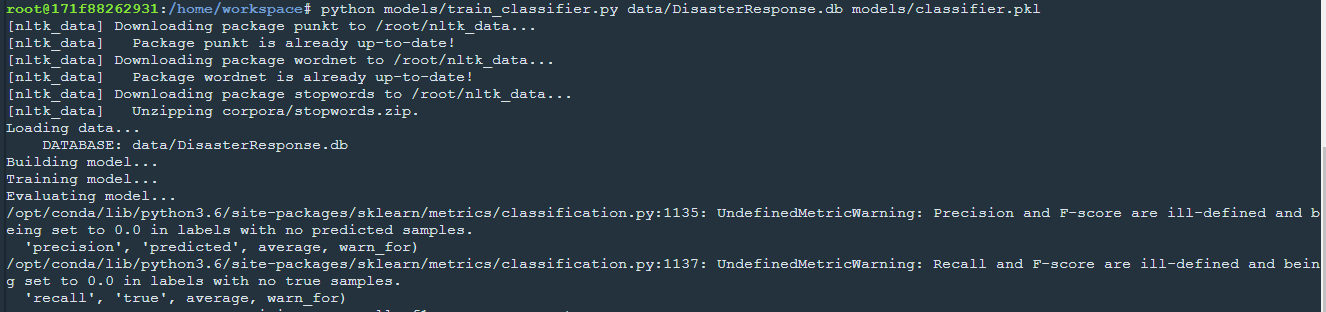 root@171f88262931:/home/workspace# python models/train_classifier.py data/DisasterResponse.db models/classifier.pkl
[nltk_data] Downloading package punkt to /root/nltk_data...
[nltk_data]   Package punkt is already up-to-date!
[nltk_data] Downloading package wordnet to /root/nltk_data...
[nltk_data]   Package wordnet is already up-to-date!
[nltk_data] Downloading package stopwords to /root/nltk_data...
[nltk_data]   Unzipping corpora/stopwords.zip.
Loading data...
    DATABASE: data/DisasterResponse.db
Building model...
Training model...
Evaluating model...
/opt/conda/lib/python3.6/site-packages/sklearn/metrics/classification.py:1135: UndefinedMetricWarning: Precision and F-score are ill-defined and b
eing set to 0.0 in labels with no predicted samples.
  'precision', 'predicted', average, warn_for)
/opt/conda/lib/python3.6/site-packages/sklearn/metrics/classification.py:1137: UndefinedMetricWarning: Recall and F-score are ill-defined and bein
g set to 0.0 in labels with no true samples.
  'recall', 'true', average, warn_for)